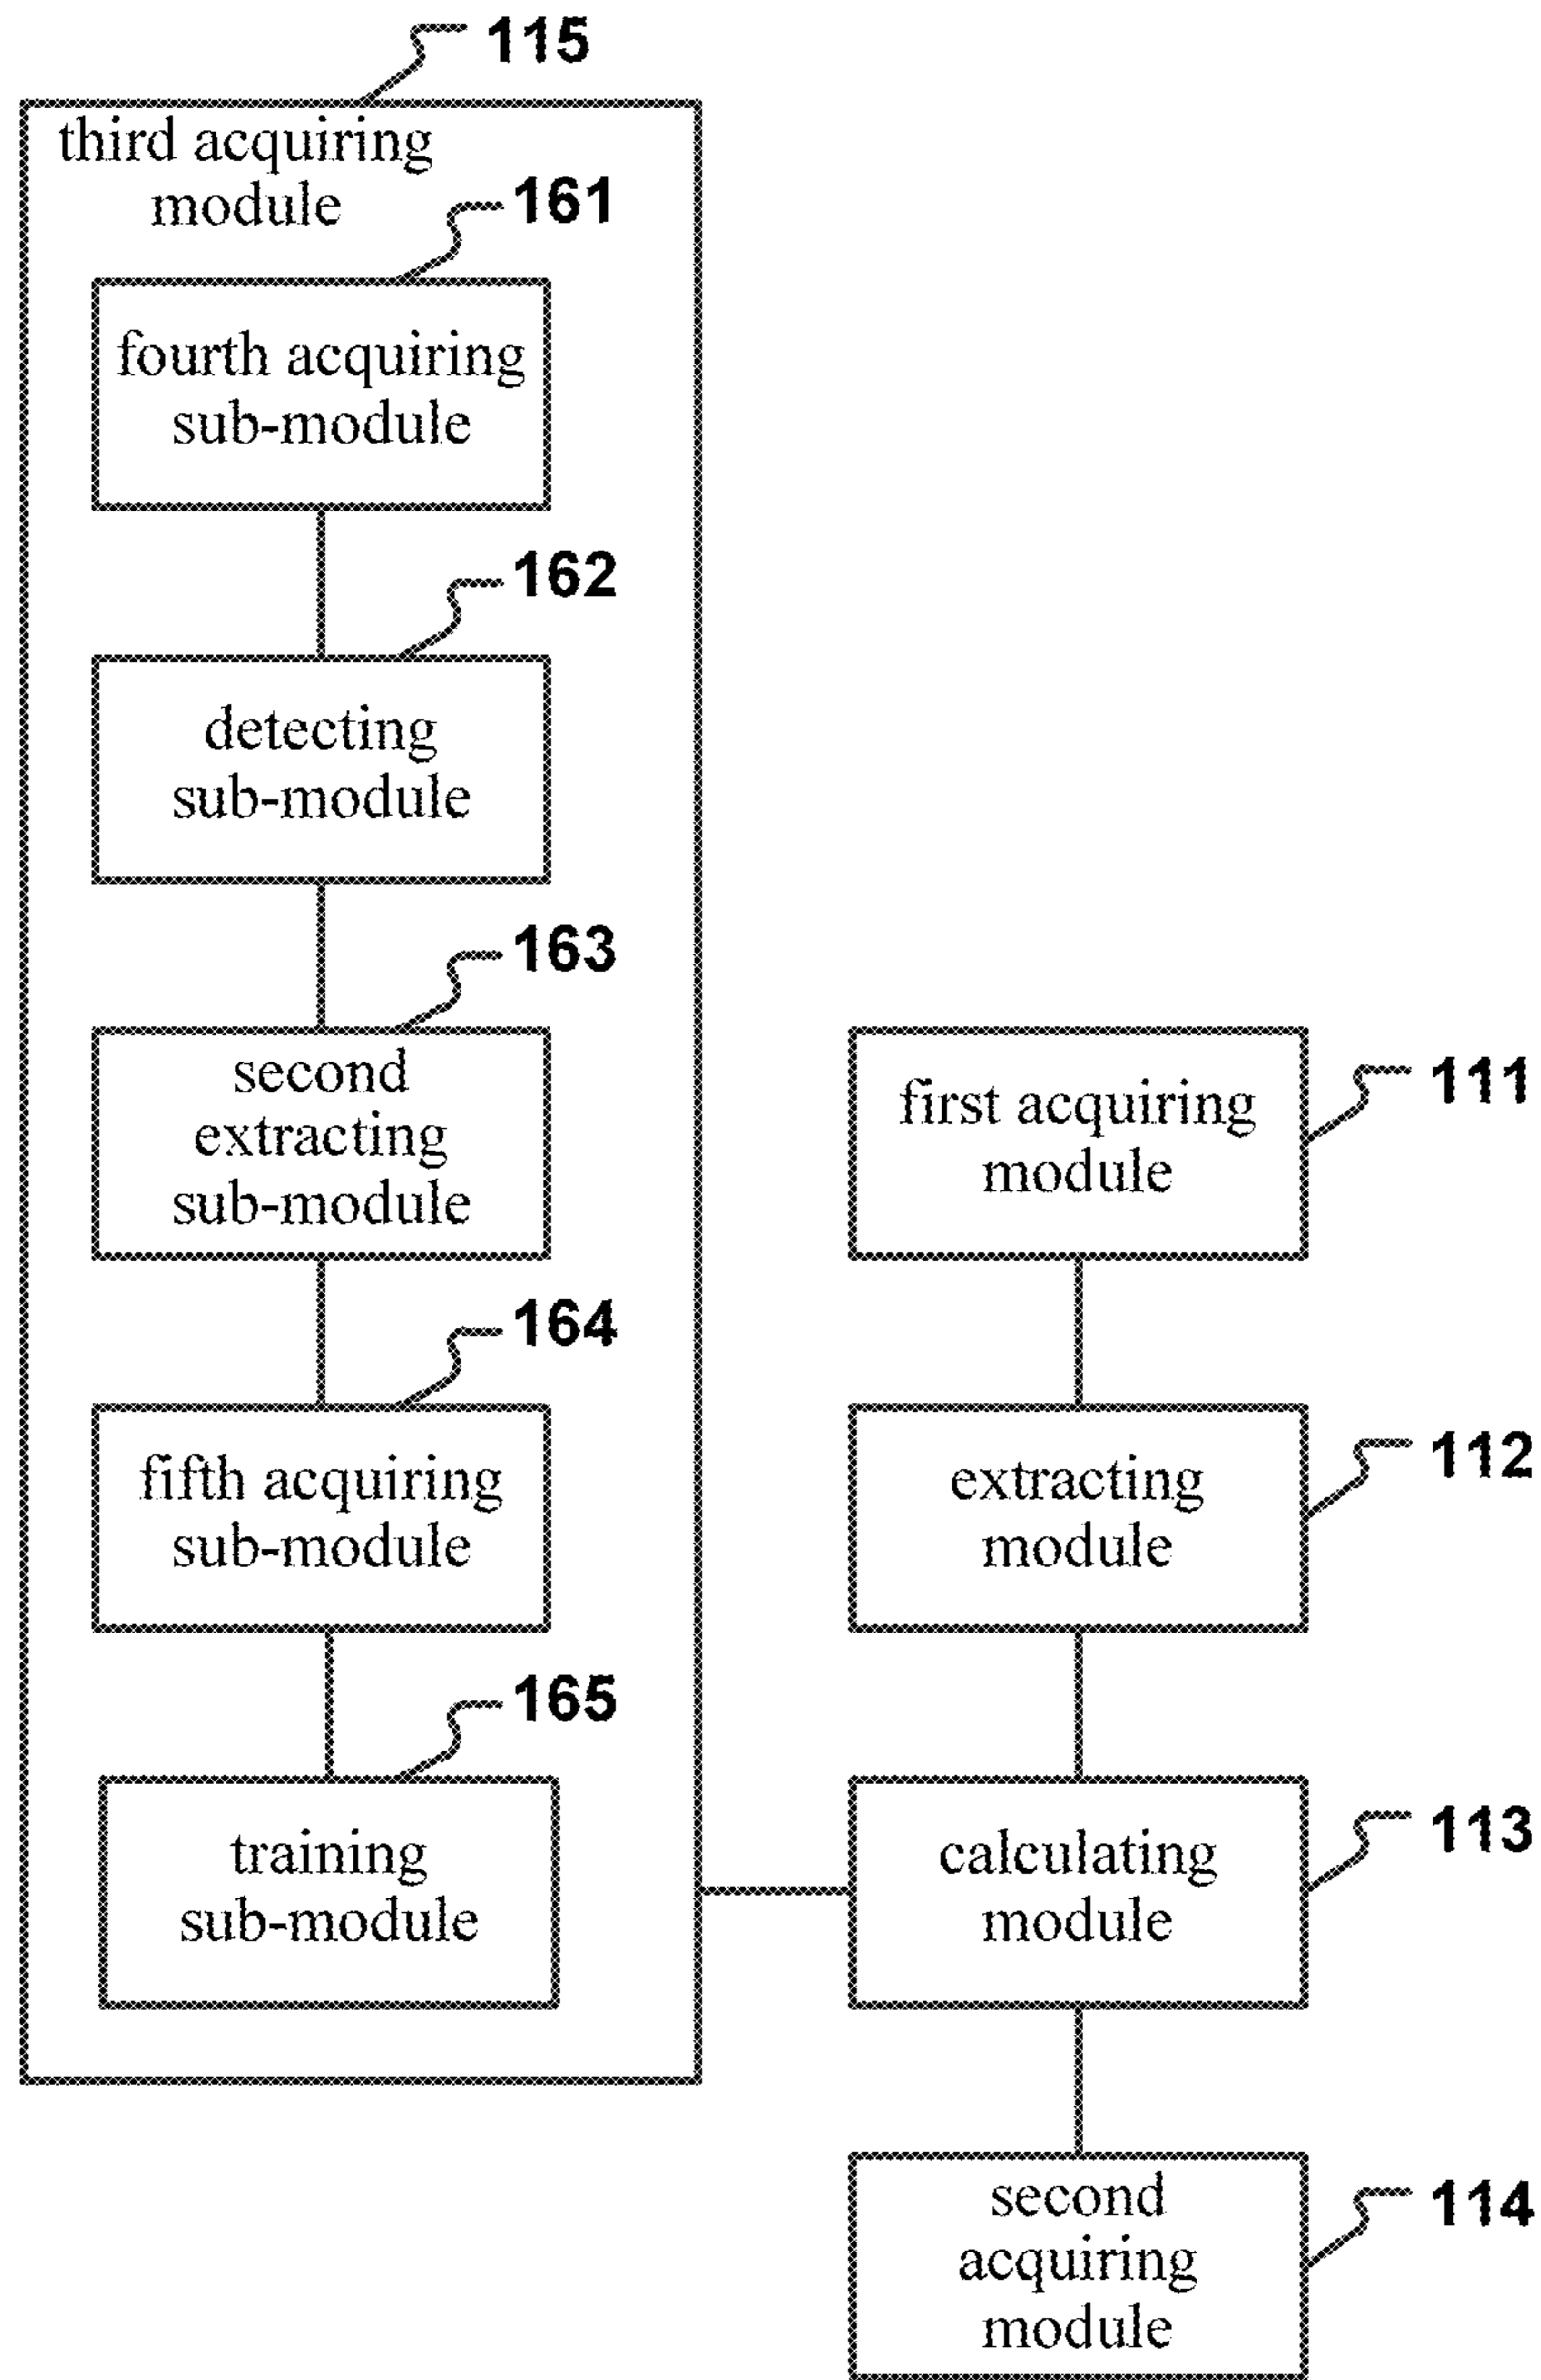 115
third acquiring
module
161
fourth acquiring
sub-module
162
detecting
sub-module
163
second
extracting
sub-module
164
fifth acquiring
sub-module
165
training
sub-module
first acquiring
module
111
extracting
module
112
calculating
module
113
second
acquiring
module
114